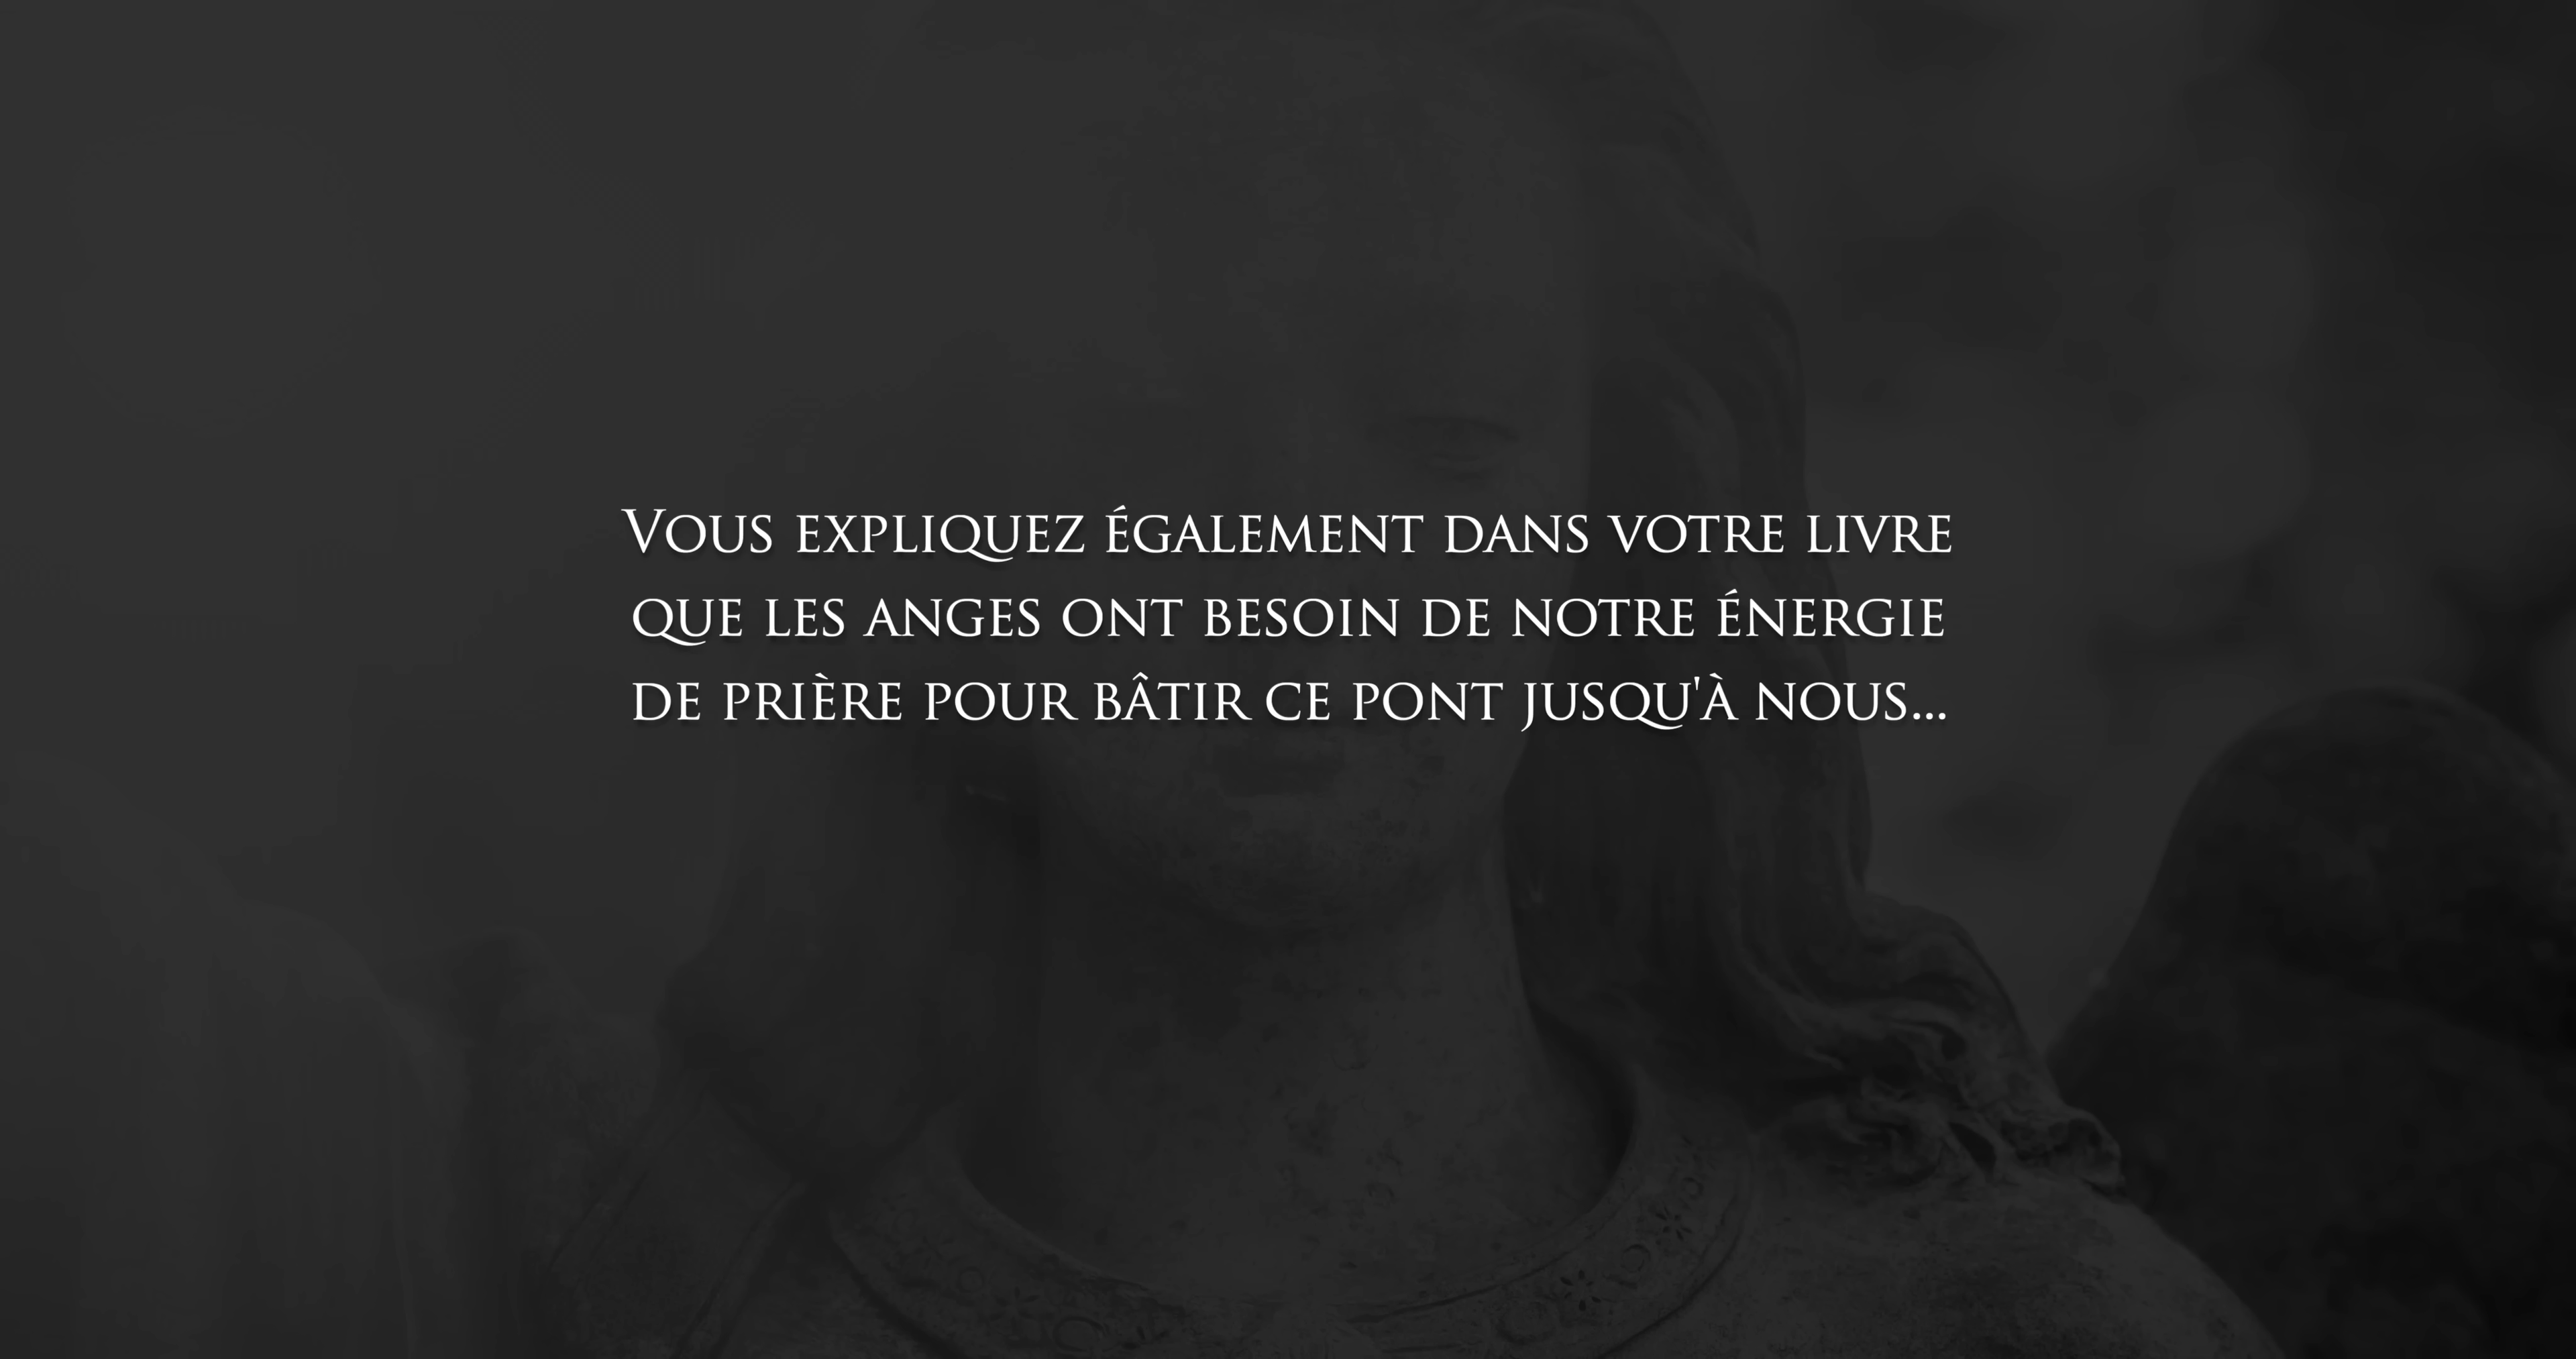 Vous expliquez également dans votre livre
que les anges ont besoin de notre énergie
de prière pour bâtir ce pont jusqu'à nous...